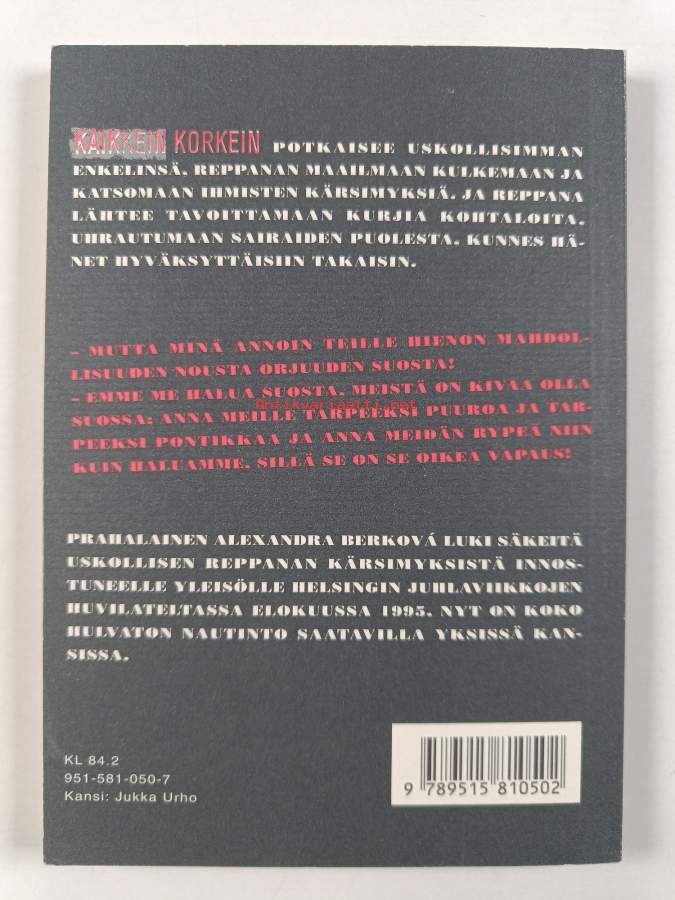 KAIKKEIN KORKEIN POTKAISEE USKOLLISIMMAN
ENKELINSÄ, REPPANAN MAAILMAAN KULKEMAAN JA
KATSOMAAN IHMISTEN KÄRSIMYKSIÄ. JA REPPANA
LÄHTEE TAVOITTAMAAN KURJIA KOHTALOITA,
UHRAUTUMAAN SAIRAIDEN PUOLESTA, KUNNES HÄ-
NET HYVÄKSYTTÄISIIN TAKAISIN.
– MUTTA MINÄ ANNOIN TEILLE HIENON MAHDOL-
LISUUDEN NOUSTA ORJUUDEN SUOSTA!
– EMME ME HALUA SUOSTA, MEISTÄ ON KIVAA OLLA
SUOSSA; ANNA MEILLE TARPEEKSI PUUROA JA TAR-
PEEKSI PONTIKKAA JA ANNA MEIDÄN RYPEÄ NIIN
KUIN HALUAMME, SILLÄ SE ON SE OIKEA VAPAUS!
Antikvariaatti.net
PRAHALAINEN ALEXANDRA BERKOVÁ LUKI SÄKEITÄ
USKOLLISEN REPPANAN KÄRSIMYKSISTÄ INNOS-
TUNEELLE YLEISÖLLE HELSINGIN JUHLAVIIKKOJEN
HUVILATELTASSA ELOKUUSSA 1995. NYT ON KOKO
HULVATON NAUTINTO SAATAVILLA YKSISSÄ KAN-
SISSA.
KL 84.2
951-581-050-7
Kansi: Jukka Urho
9 789515 810502